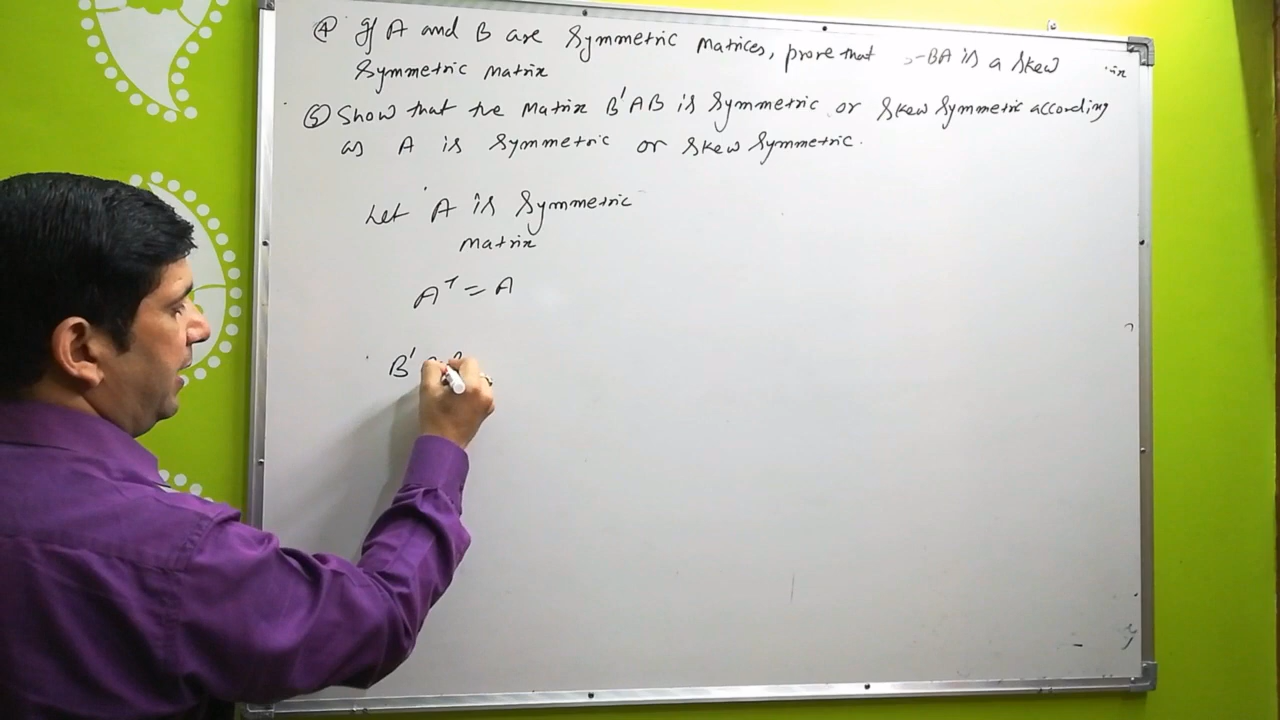 ④ If A and B are Symmetric Matrices, prove that -BA is a Skew
Symmetric Matrix
⑤ Show that the Matrix B'AB is Symmetric or Skew Symmetric according
as A is Symmetric or Skew Symmetric.
Let A is Symmetric
Matrix
Aᵀ = A
B'